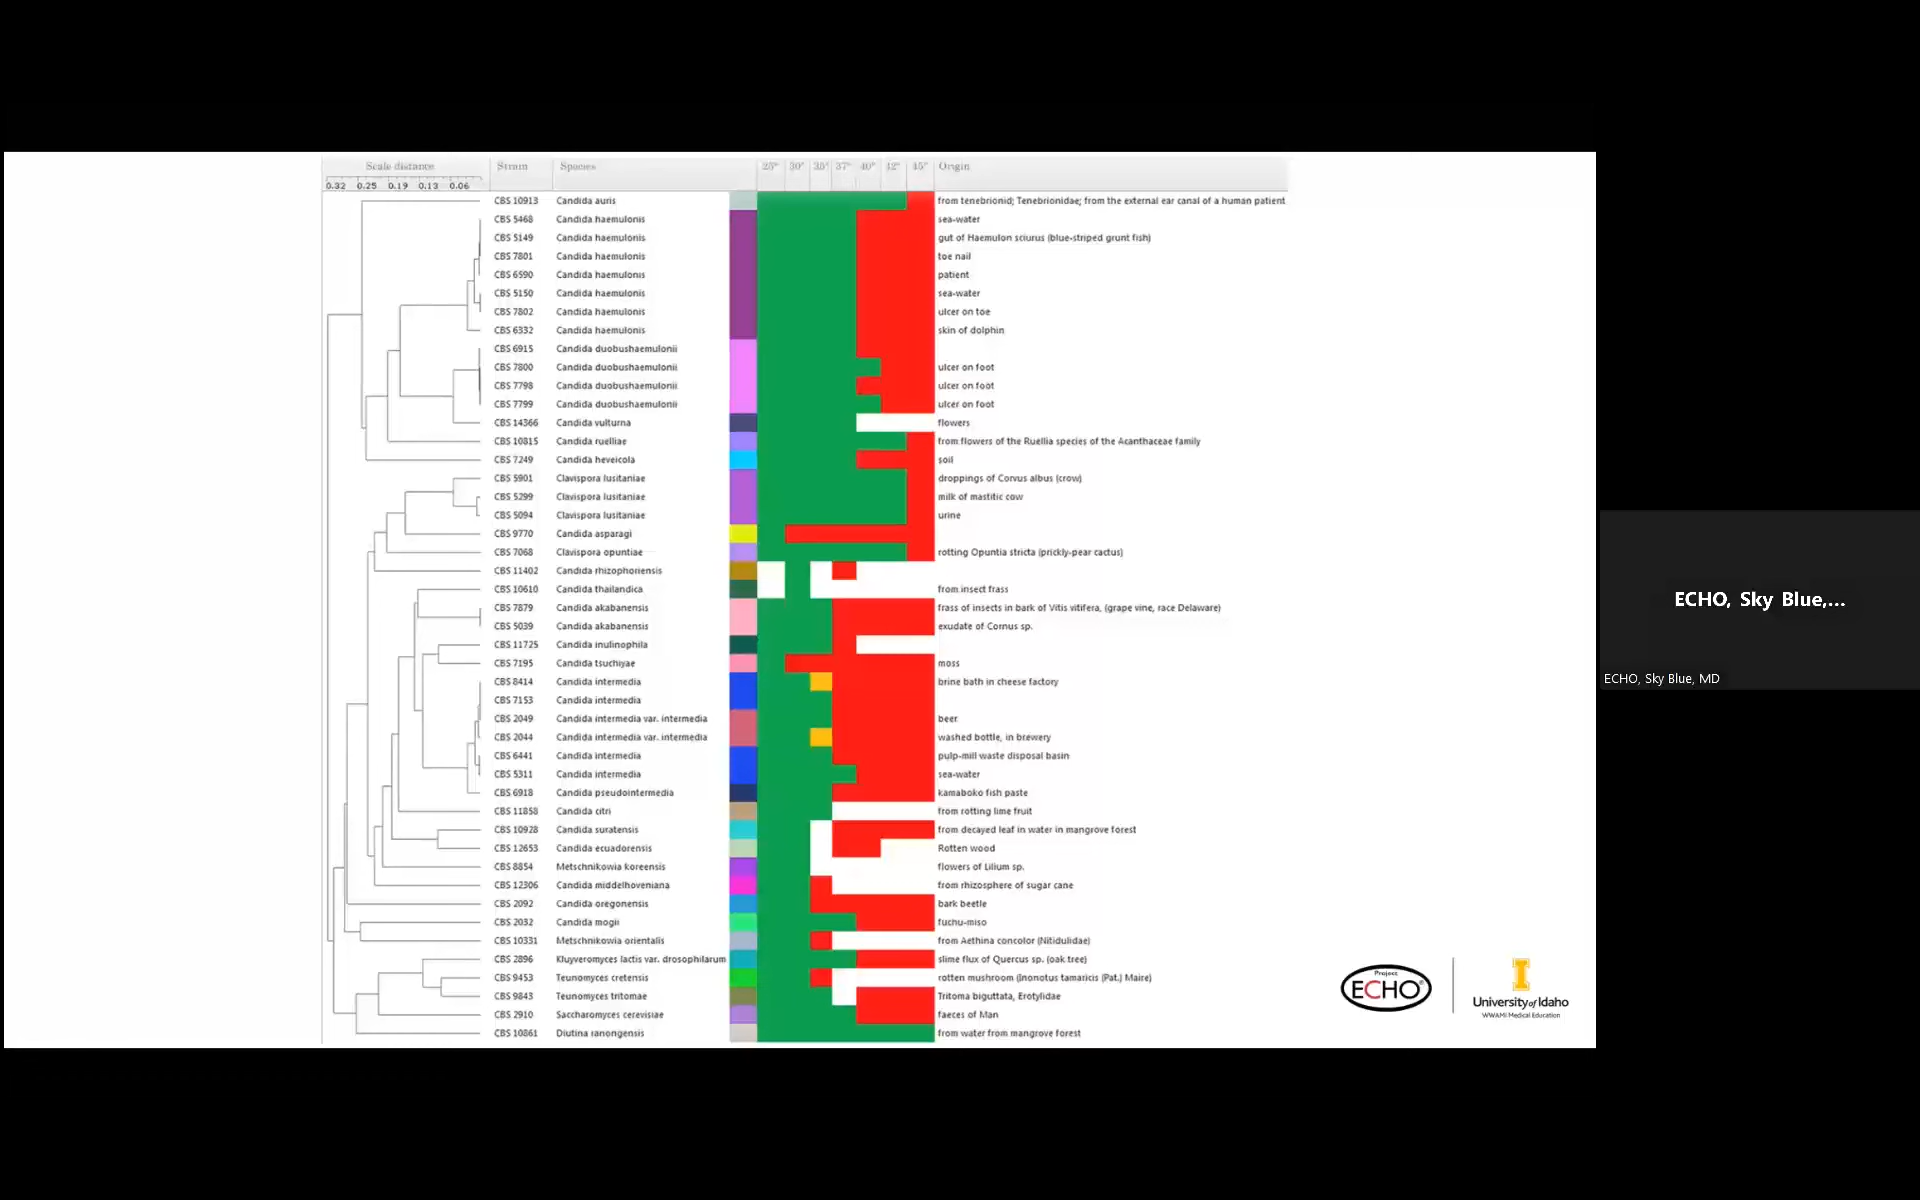 Scale distance Strain Species 25° 30° 35° 37° 40° 42° 45° Origin
0.32 0.25 0.19 0.13 0.06
CBS 10913 Candida auris from tenebrionid; Tenebrionidae; from the external ear canal of a human patient
CBS 5468 Candida haemulonis sea-water
CBS 5149 Candida haemulonis gut of Haemulon sciurus (blue-striped grunt fish)
CBS 7801 Candida haemulonis toe nail
CBS 6590 Candida haemulonis patient
CBS 5150 Candida haemulonis sea-water
CBS 7802 Candida haemulonis ulcer on toe
CBS 6332 Candida haemulonis skin of dolphin
CBS 6915 Candida duobushaemulonii
CBS 7800 Candida duobushaemulonii ulcer on foot
CBS 7798 Candida duobushaemulonii ulcer on foot
CBS 7799 Candida duobushaemulonii ulcer on foot
CBS 14366 Candida vulturna flowers
CBS 10815 Candida ruelliae from flowers of the Ruellia species of the Acanthaceae family
CBS 7249 Candida heveicola soil
CBS 5901 Clavispora lusitaniae droppings of Corvus albus (crow)
CBS 5299 Clavispora lusitaniae milk of mastitic cow
CBS 5094 Clavispora lusitaniae urine
CBS 9770 Candida asparagi
CBS 7068 Clavispora opuntiae rotting Opuntia stricta (prickly-pear cactus)
CBS 11402 Candida rhizophoriensis
CBS 10610 Candida thailandica from insect frass
CBS 7879 Candida akabanensis frass of insects in bark of Vitis vitifera, (grape vine, race Delaware)
CBS 5039 Candida akabanensis exudate of Cornus sp.
CBS 11725 Candida inulinophila
CBS 7195 Candida tsuchiyae moss
CBS 8414 Candida intermedia brine bath in cheese factory
CBS 7153 Candida intermedia
CBS 2049 Candida intermedia var. intermedia beer
CBS 2044 Candida intermedia var. intermedia washed bottle, in brewery
CBS 6441 Candida intermedia pulp-mill waste disposal basin
CBS 5311 Candida intermedia sea-water
CBS 6918 Candida pseudointermedia kamaboko fish paste
CBS 11858 Candida citri from rotting lime fruit
CBS 10928 Candida suratensis from decayed leaf in water in mangrove forest
CBS 12653 Candida ecuadorensis Rotten wood
CBS 8854 Metschnikowia koreensis flowers of Lilium sp.
CBS 12306 Candida middelhoveniana from rhizosphere of sugar cane
CBS 2092 Candida oregonensis bark beetle
CBS 2032 Candida mogii fuchu-miso
CBS 10331 Metschnikowia orientalis from Aethina concolor (Nitidulidae)
CBS 2896 Kluyveromyces lactis var. drosophilarum slime flux of Quercus sp. (oak tree)
CBS 9453 Teunomyces cretensis rotten mushroom (Inonotus tamaricis (Pat.) Maire)
CBS 9843 Teunomyces tritomae Tritoma biguttata, Erotylidae
CBS 2910 Saccharomyces cerevisiae faeces of Man
CBS 10861 Diutina ranongensis from water from mangrove forest
Project
ECHO®
I
University of Idaho
WWAMI Medical Education
ECHO, Sky Blue,...
ECHO, Sky Blue, MD